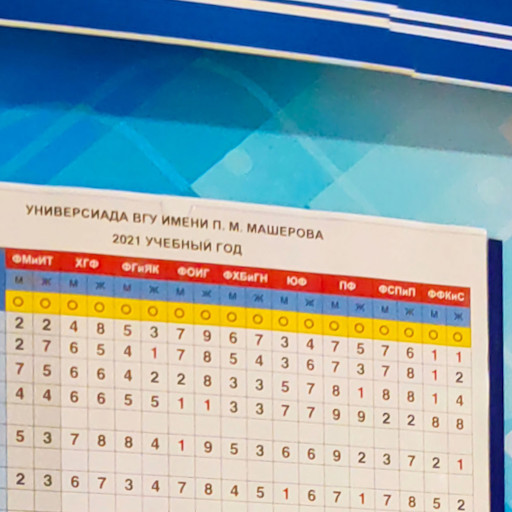 УНИВЕРСИАДА ВГУ ИМЕНИ П. М. МАШЕРОВА
2021 УЧЕБНЫЙ ГОД
ФМиИТ ХГФ ФГиЯК ФОИГ ФХБиГН ЮФ ПФ ФСПиП ФФКиС
М Ж М Ж М Ж М Ж М Ж М Ж М Ж М Ж М Ж
О О О О О О О О О О О О О О О О О О
2 2 4 8 5 3 7 9 6 7 3 4 7 5 7 6 1 1
2 7 6 5 4 1 7 8 5 4 3 6 7 3 7 8 1 2
7 5 6 6 4 2 2 8 3 3 5 7 8 1 8 8 1 4
4 4 6 6 5 5 1 1 3 3 7 7 9 9 2 2 8 8
5 3 7 8 8 4 1 9 5 3 6 6 9 2 3 7 2 1
2 3 6 7 3 4 7 8 4 5 1 6 7 1 7 8 5 2